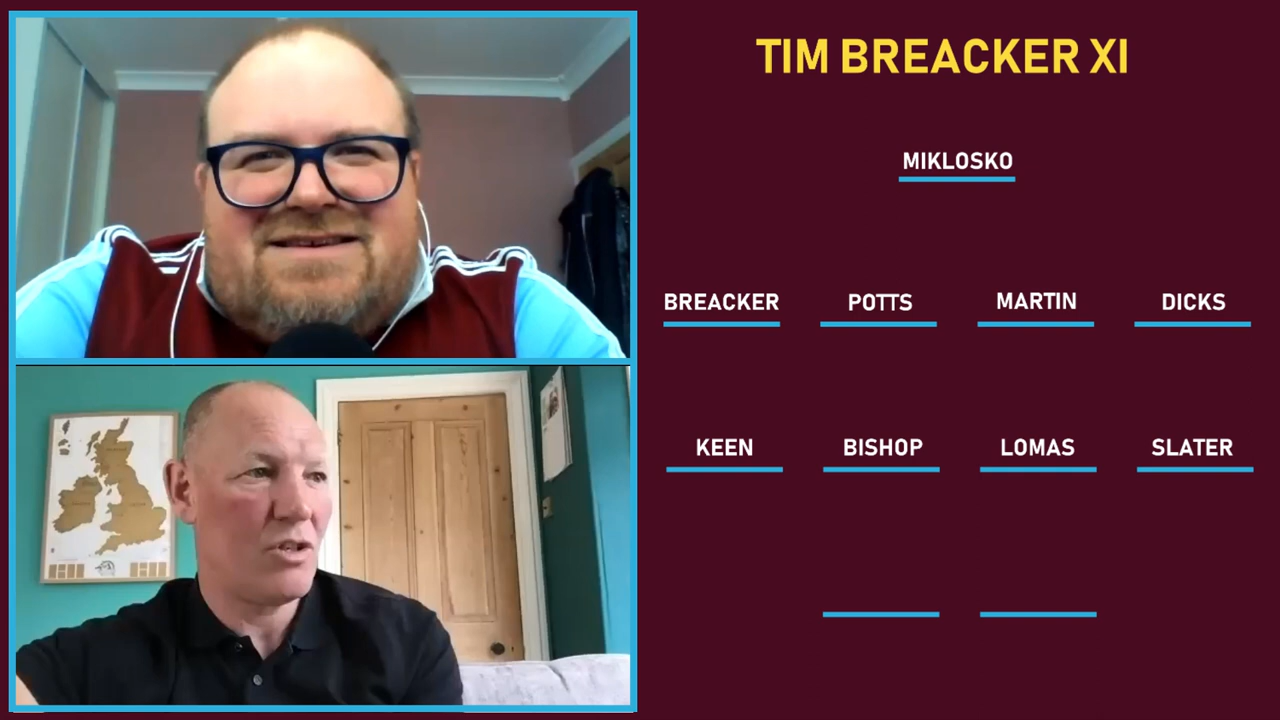 TIM BREACKER XI
MIKLOSKO
BREACKER POTTS MARTIN DICKS
KEEN BISHOP LOMAS SLATER